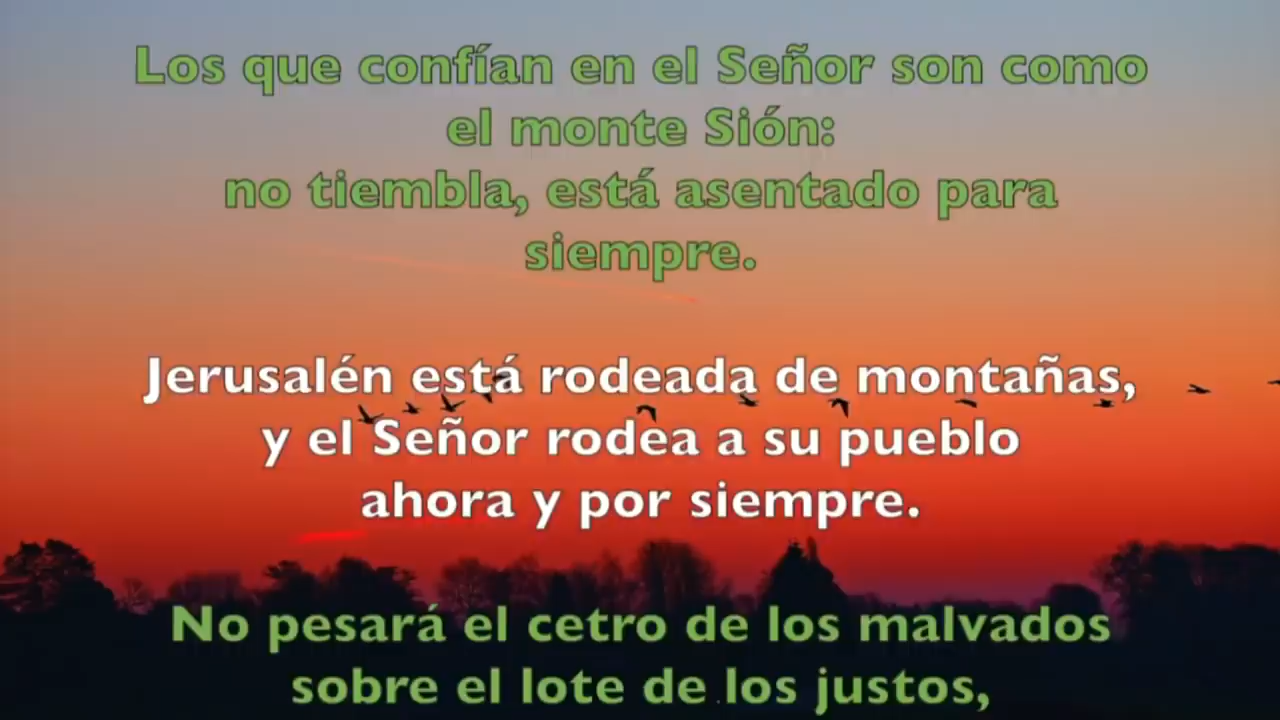 Los que confían en el Señor son como
el monte Sión:
no tiembla, está asentado para
siempre.
Jerusalén está rodeada de montañas,
y el Señor rodea a su pueblo
ahora y por siempre.
No pesará el cetro de los malvados
sobre el lote de los justos,